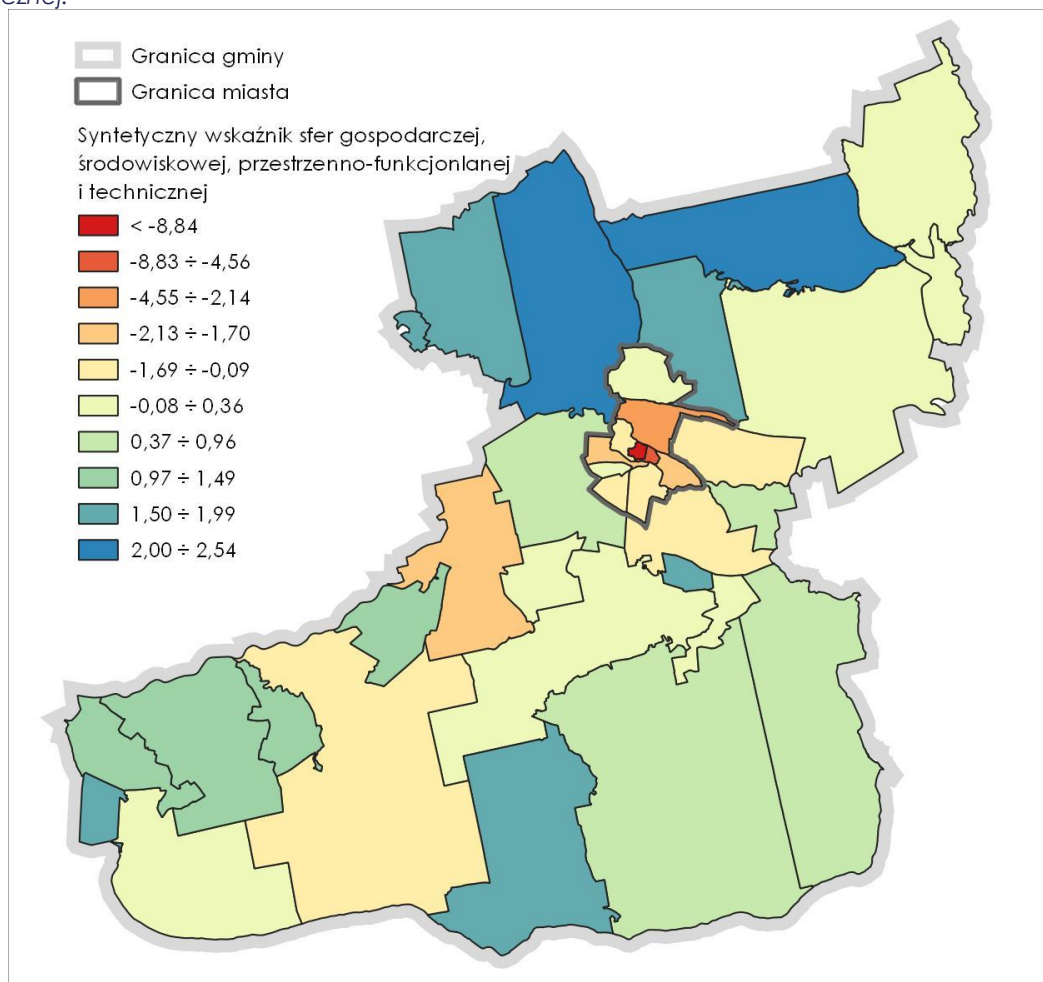 cznej.
Granica gminy
Granica miasta
Syntetyczny wskaźnik sfer gospodarczej,
środowiskowej, przestrzenno-funkcjonlanej
i technicznej
< -8,84
-8,83 ÷ -4,56
-4,55 ÷ -2,14
-2,13 ÷ -1,70
-1,69 ÷ -0,09
-0,08 ÷ 0,36
0,37 ÷ 0,96
0,97 ÷ 1,49
1,50 ÷ 1,99
2,00 ÷ 2,54